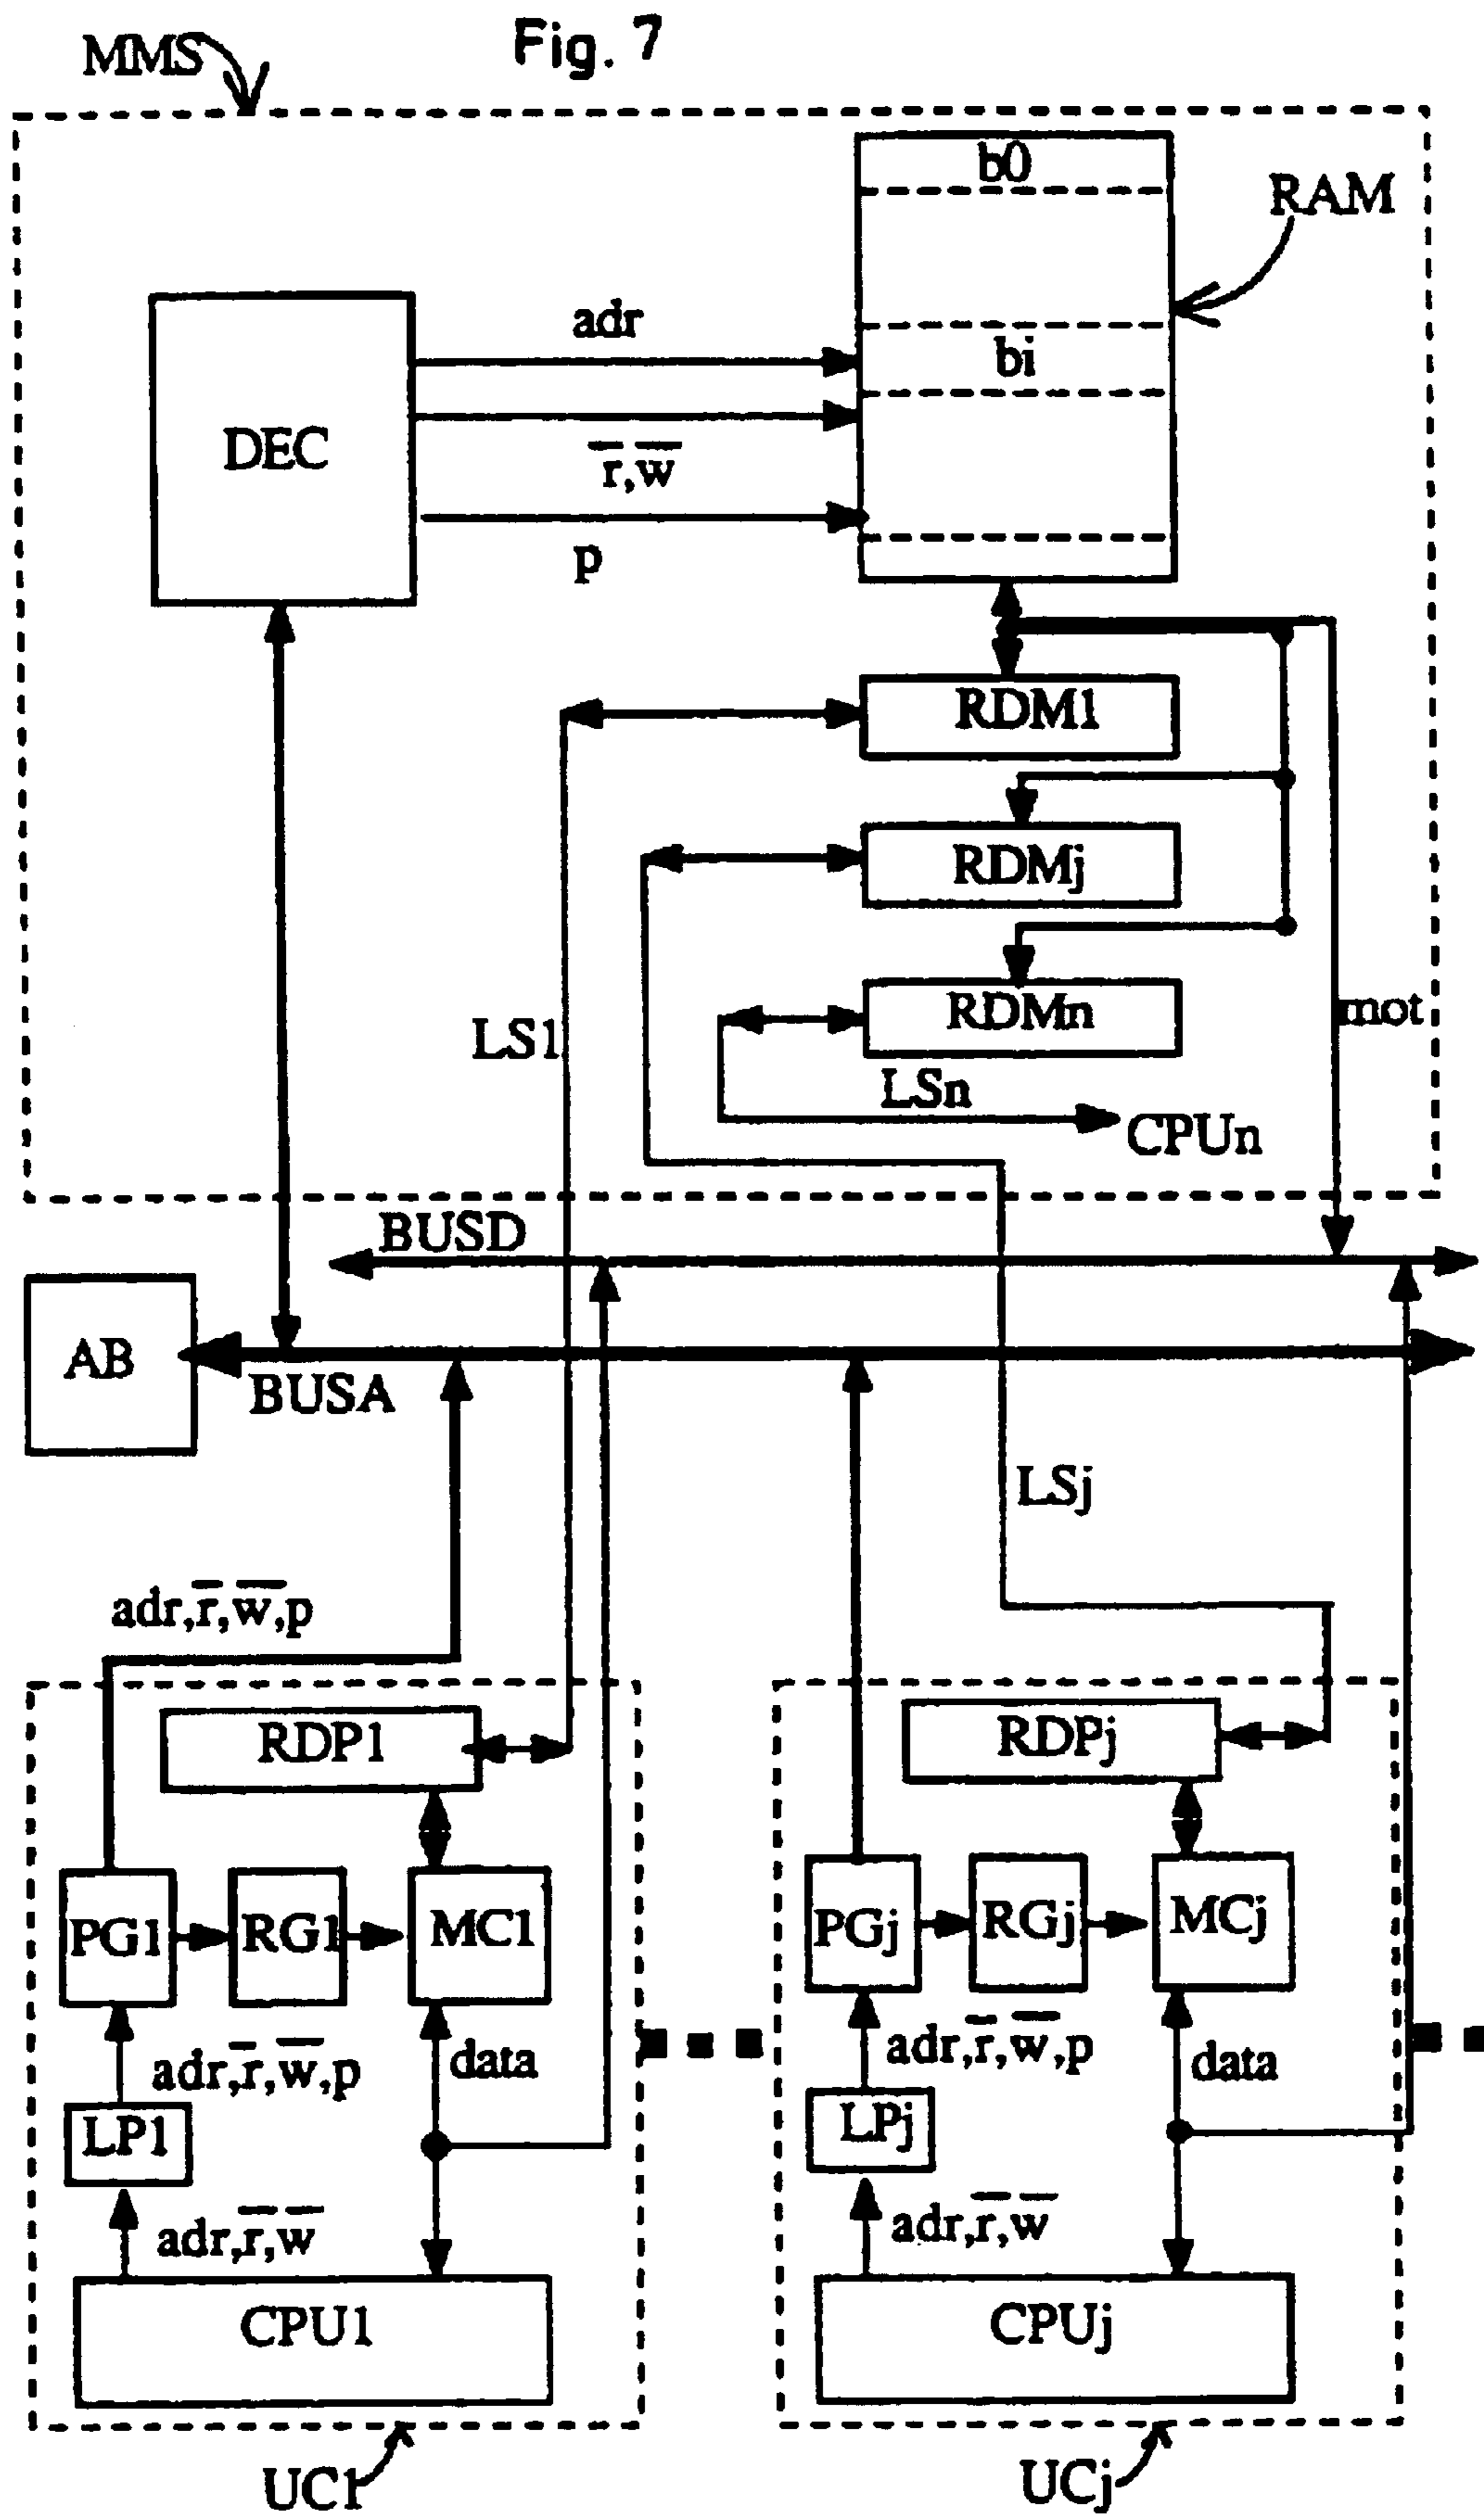 Fig. 7
MMS
b0
RAM
adr
bi
DEC
r̅,w̅
p
RDM1
RDMj
RDMn
mot
LS1
LSn
CPUn
BUSD
AB
BUSA
LSj
adr,r̅,w̅,p
RDP1
RDPj
PG1
RG1
MC1
PGj
RGj
MCj
adr,r̅,w̅,p
data
adr,r̅,w̅,p
data
LP1
LPj
adr,r̅,w̅
adr,r̅,w̅
CPU1
CPUj
UC1
UCj